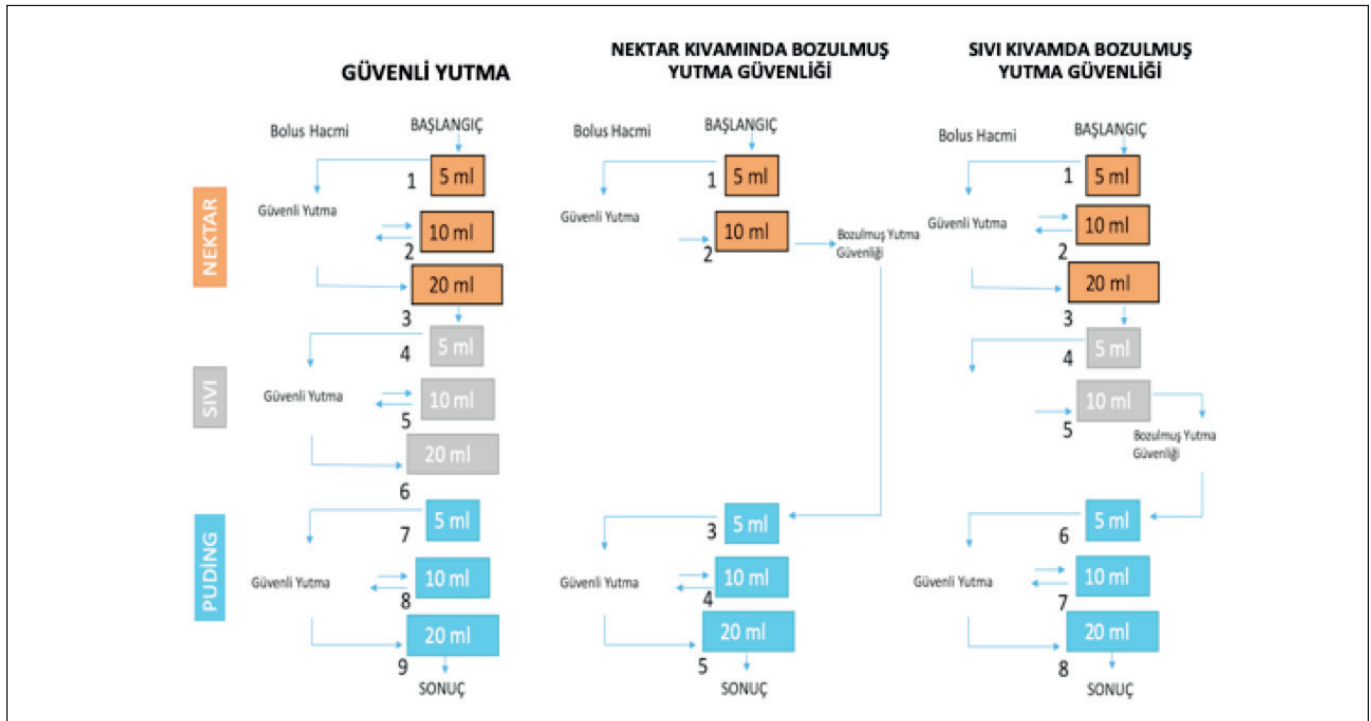 GÜVENLİ YUTMA
Bolus Hacmi
BAŞLANGIÇ
NEKTAR
1
5 ml
Güvenli Yutma
10 ml
2
20 ml
3
SIVI
4
5 ml
Güvenli Yutma
10 ml
5
20 ml
6
PUDİNG
5 ml
7
Güvenli Yutma
10 ml
8
20 ml
9
SONUÇ
NEKTAR KIVAMINDA BOZULMUŞ
YUTMA GÜVENLİĞİ
Bolus Hacmi
BAŞLANGIÇ
1
5 ml
Güvenli Yutma
10 ml
2
Bozulmuş Yutma
Güvenliği
3
5 ml
Güvenli Yutma
10 ml
4
20 ml
5
SONUÇ
SIVI KIVAMDA BOZULMUŞ
YUTMA GÜVENLİĞİ
Bolus Hacmi
BAŞLANGIÇ
1
5 ml
Güvenli Yutma
10 ml
2
20 ml
3
4
5 ml
10 ml
5
Bozulmuş Yutma
Güvenliği
6
5 ml
Güvenli Yutma
10 ml
7
20 ml
8
SONUÇ